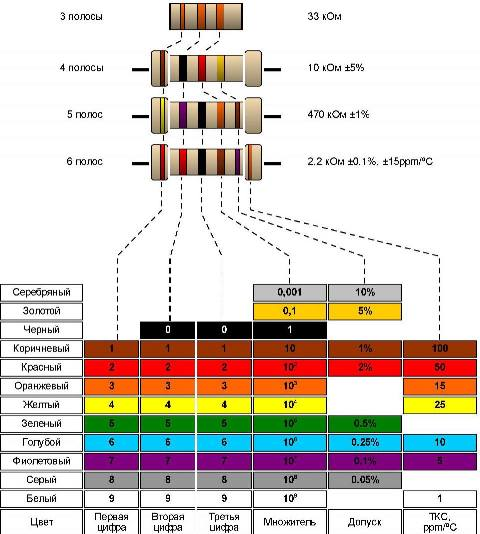 3 полосы 33 кОм
4 полосы 10 кОм ±5%
5 полос 470 кОм ±1%
6 полос 2.2 кОм ±0.1%, ±15ppm/ºC
Серебряный 0,001 10%
Золотой 0,1 5%
Черный 0 0 1
Коричневый 1 1 1 10 1% 100
Красный 2 2 2 10² 2% 50
Оранжевый 3 3 3 10³ 15
Желтый 4 4 4 10⁴ 25
Зеленый 5 5 5 10⁵ 0.5%
Голубой 6 6 6 10⁶ 0.25% 10
Фиолетовый 7 7 7 10⁷ 0.1% 5
Серый 8 8 8 10⁸ 0.05%
Белый 9 9 9 10⁹ 1
Цвет Первая цифра Вторая цифра Третья цифра Множитель Допуск ТКС, ppm/ºC